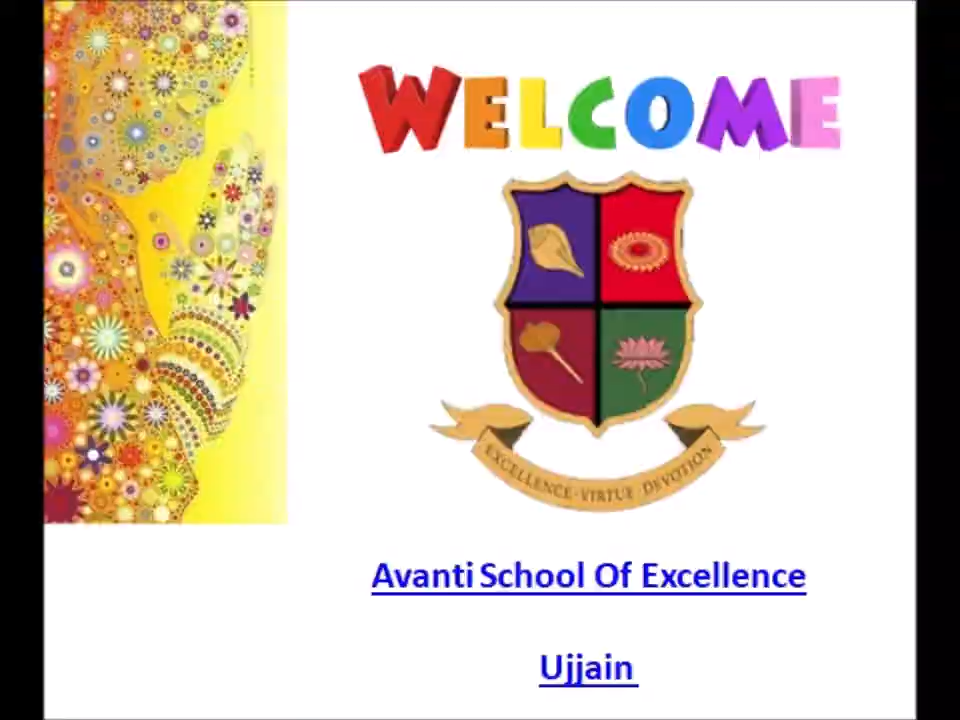 WELCOME
EXCELLENCE - VIRTUE DEVOTION
Avanti School Of Excellence
Ujjain